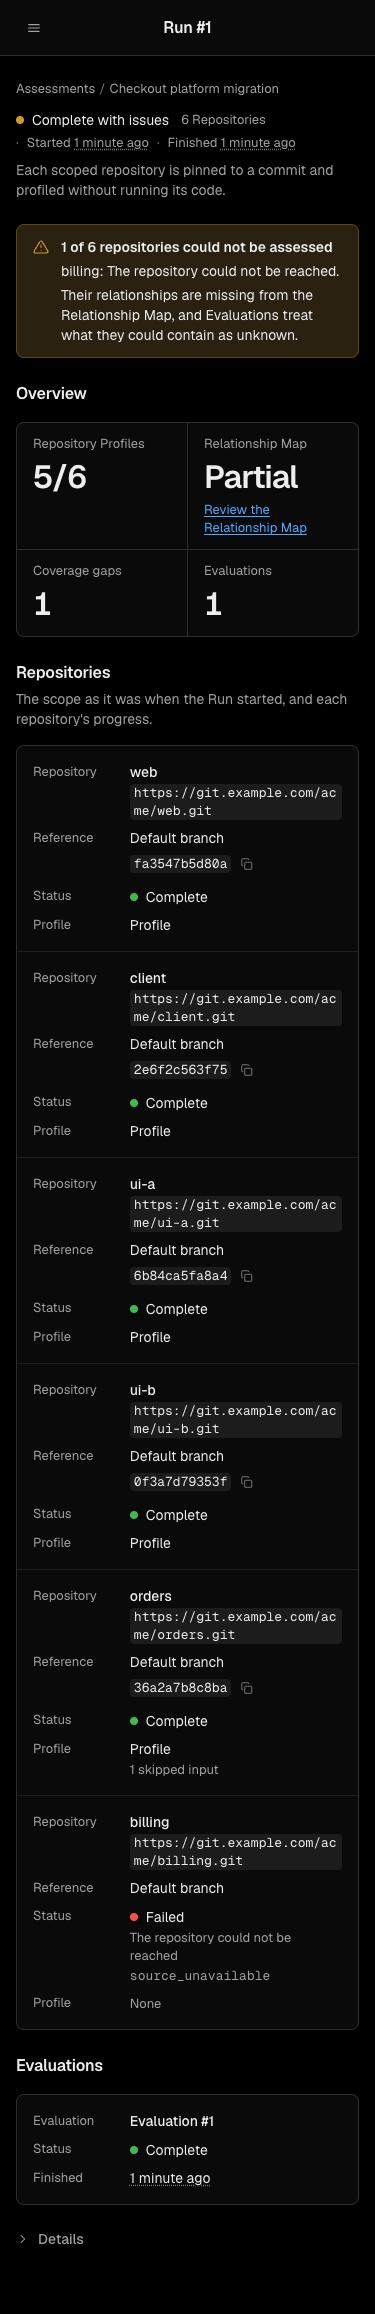 Run #1
Assessments / Checkout platform migration
Complete with issues 6 Repositories
· Started 1 minute ago · Finished 1 minute ago
Each scoped repository is pinned to a commit and
profiled without running its code.
1 of 6 repositories could not be assessed
billing: The repository could not be reached.
Their relationships are missing from the
Relationship Map, and Evaluations treat
what they could contain as unknown.
Overview
Repository Profiles
5/6
Relationship Map
Partial
Review the
Relationship Map
Coverage gaps
1
Evaluations
1
Repositories
The scope as it was when the Run started, and each
repository's progress.
Repository web
https://git.example.com/ac
me/web.git
Reference Default branch
fa3547b5d80a
Status Complete
Profile Profile
Repository client
https://git.example.com/ac
me/client.git
Reference Default branch
2e6f2c563f75
Status Complete
Profile Profile
Repository ui-a
https://git.example.com/ac
me/ui-a.git
Reference Default branch
6b84ca5fa8a4
Status Complete
Profile Profile
Repository ui-b
https://git.example.com/ac
me/ui-b.git
Reference Default branch
0f3a7d79353f
Status Complete
Profile Profile
Repository orders
https://git.example.com/ac
me/orders.git
Reference Default branch
36a2a7b8c8ba
Status Complete
Profile Profile
1 skipped input
Repository billing
https://git.example.com/ac
me/billing.git
Reference Default branch
Status Failed
The repository could not be
reached
source_unavailable
Profile None
Evaluations
Evaluation Evaluation #1
Status Complete
Finished 1 minute ago
Details